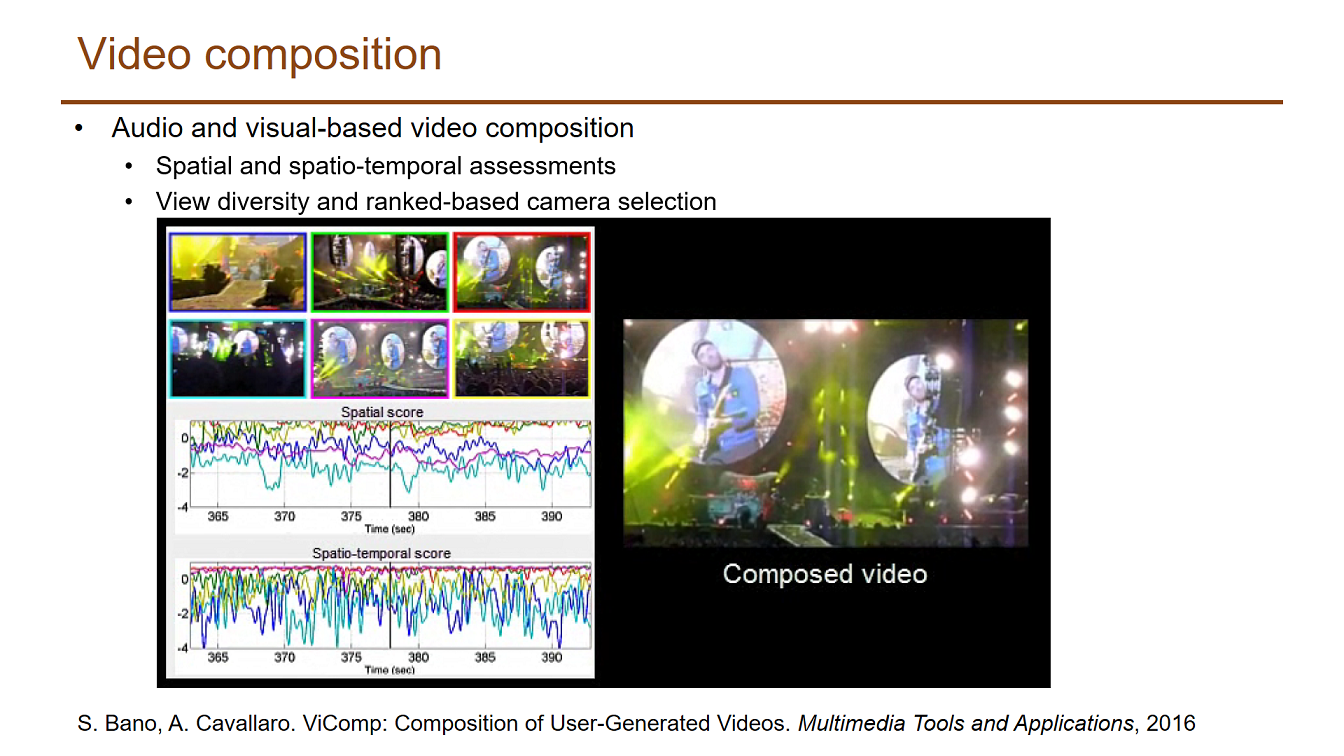 Video composition
• Audio and visual-based video composition
• Spatial and spatio-temporal assessments
• View diversity and ranked-based camera selection
Spatial score
0
-2
-4
365 370 375 380 385 390
Time (sec)
Spatio-temporal score
0
-2
-4
365 370 375 380 385 390
Time (sec)
Composed video
S. Bano, A. Cavallaro. ViComp: Composition of User-Generated Videos. Multimedia Tools and Applications, 2016